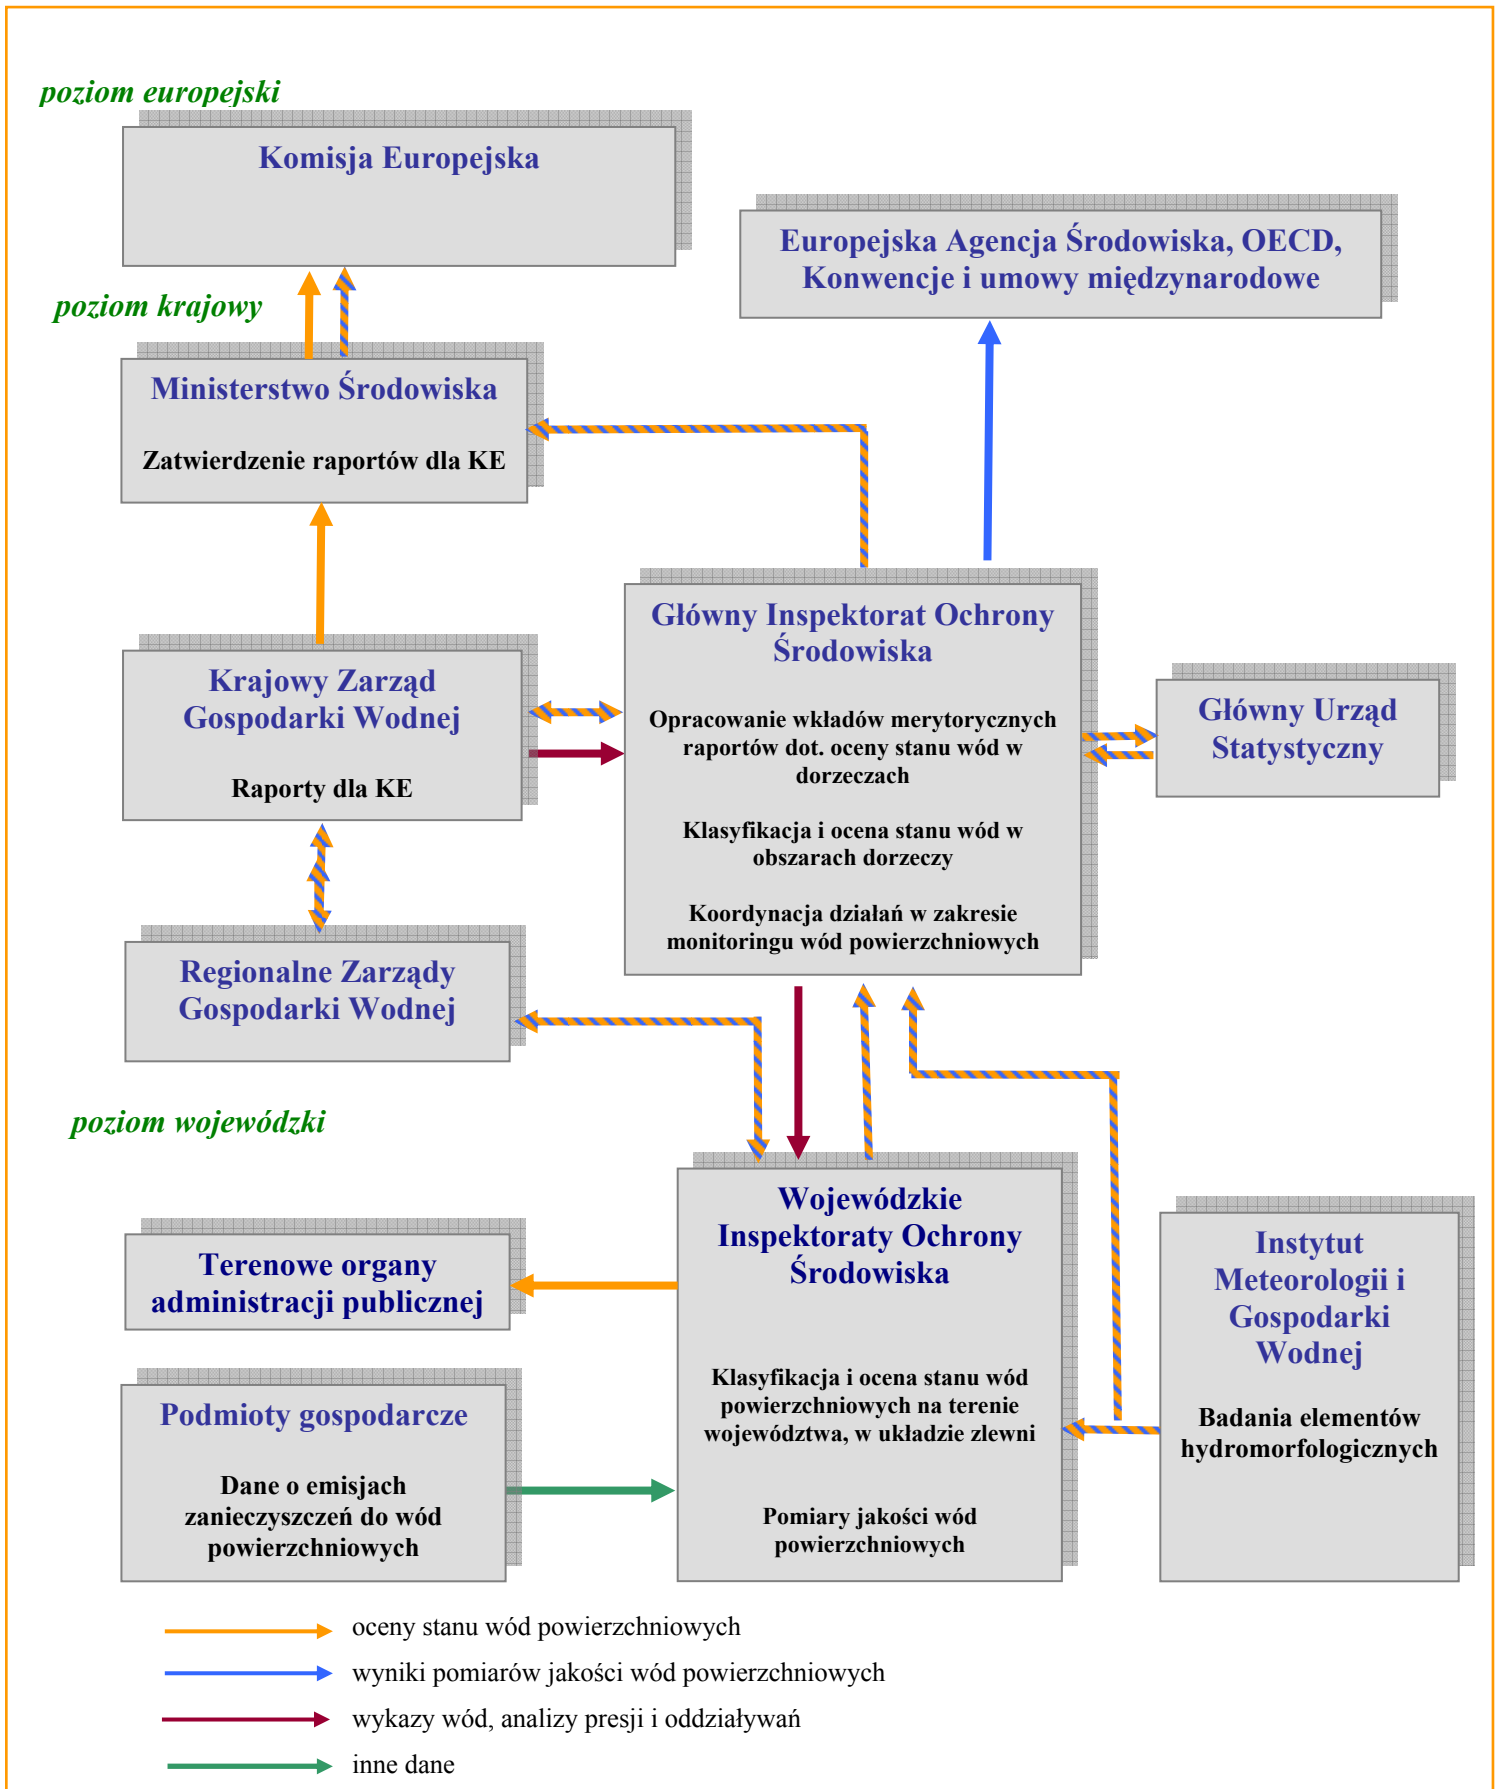 poziom europejski
Komisja Europejska
Europejska Agencja Środowiska, OECD,
Konwencje i umowy międzynarodowe
poziom krajowy
Ministerstwo Środowiska
Zatwierdzenie raportów dla KE
Główny Inspektorat Ochrony
Środowiska
Opracowanie wkładów merytorycznych
raportów dot. oceny stanu wód w
dorzeczach
Klasyfikacja i ocena stanu wód w
obszarach dorzeczy
Koordynacja działań w zakresie
monitoringu wód powierzchniowych
Krajowy Zarząd
Gospodarki Wodnej
Raporty dla KE
Główny Urząd
Statystyczny
Regionalne Zarządy
Gospodarki Wodnej
poziom wojewódzki
Wojewódzkie
Inspektoraty Ochrony
Środowiska
Klasyfikacja i ocena stanu wód
powierzchniowych na terenie
województwa, w układzie zlewni
Pomiary jakości wód
powierzchniowych
Terenowe organy
administracji publicznej
Instytut
Meteorologii i
Gospodarki
Wodnej
Badania elementów
hydromorfologicznych
Podmioty gospodarcze
Dane o emisjach
zanieczyszczeń do wód
powierzchniowych
oceny stanu wód powierzchniowych
wyniki pomiarów jakości wód powierzchniowych
wykazy wód, analizy presji i oddziaływań
inne dane